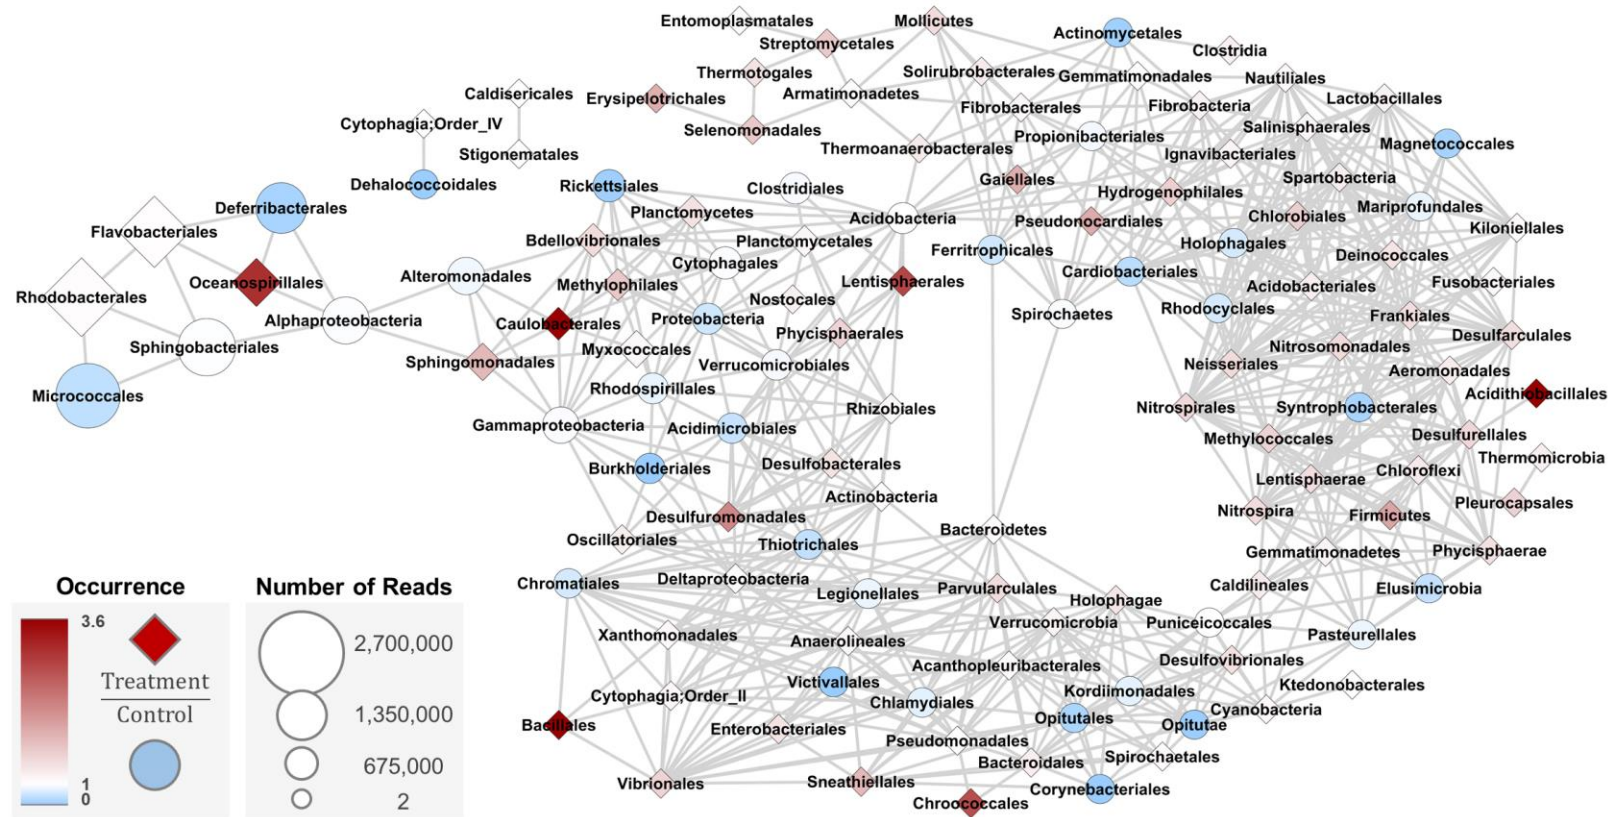 Entomoplasmatales
Mollicutes
Streptomycetales
Actinomycetales
Clostridia
Thermotogales
Solirubrobacterales
Gemmatimonadales
Nautiliales
Caldisericales
Erysipelotrichales
Armatimonadetes
Fibrobacterales
Fibrobacteria
Lactobacillales
Cytophagia;Order_IV
Selenomonadales
Propionibacteriales
Salinisphaerales
Magnetococcales
Stigonematales
Thermoanaerobacterales
Ignavibacteriales
Dehalococcoidales
Rickettsiales
Clostridiales
Gaiellales
Hydrogenophilales
Spartobacteria
Deferribacterales
Planctomycetes
Acidobacteria
Pseudonocardiales
Chlorobiales
Mariprofundales
Flavobacteriales
Bdellovibrionales
Planctomycetales
Ferritrophicales
Holophagales
Kiloniellales
Oceanospirillales
Alteromonadales
Cytophagales
Cardiobacteriales
Deinococcales
Rhodobacterales
Methylophilales
Nostocales
Lentisphaerales
Acidobacteriales
Fusobacteriales
Alphaproteobacteria
Caulobacterales
Proteobacteria
Phycisphaerales
Spirochaetes
Rhodocyclales
Frankiales
Sphingobacteriales
Sphingomonadales
Myxococcales
Verrucomicrobiales
Nitrosomonadales
Desulfarculales
Micrococcales
Rhodospirillales
Neisseriales
Aeromonadales
Acidithiobacillales
Gammaproteobacteria
Acidimicrobiales
Rhizobiales
Nitrospirales
Syntrophobacterales
Methylococcales
Desulfurellales
Burkholderiales
Desulfobacterales
Lentisphaerae
Chloroflexi
Thermomicrobia
Actinobacteria
Nitrospira
Firmicutes
Pleurocapsales
Desulfuromonadales
Bacteroidetes
Oscillatoriales
Thiotrichales
Gemmatimonadetes
Phycisphaerae
Chromatiales
Deltaproteobacteria
Legionellales
Parvularculales
Holophagae
Caldilineales
Elusimicrobia
Xanthomonadales
Anaerolineales
Verrucomicrobia
Puniceicoccales
Pasteurellales
Cytophagia;Order_II
Victivallales
Acanthopleuribacterales
Desulfovibrionales
Ktedonobacterales
Chlamydiales
Kordiimonadales
Cyanobacteria
Bacillales
Enterobacteriales
Opitutales
Opitutae
Pseudomonadales
Spirochaetales
Vibrionales
Sneathiellales
Bacteroidales
Chroococcales
Corynebacteriales
Occurrence
3.6
1
0
Treatment
Control
Number of Reads
2,700,000
1,350,000
675,000
2